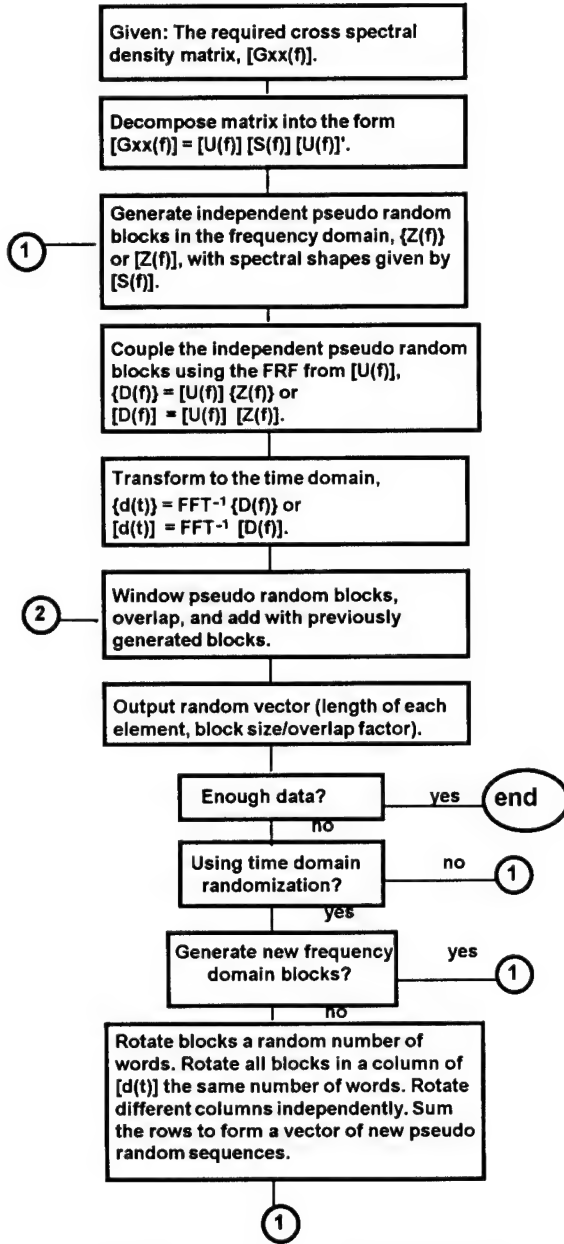 Given: The required cross spectral
density matrix, [Gxx(f)].
Decompose matrix into the form
[Gxx(f)] = [U(f)] [S(f)] [U(f)]'.
Generate independent pseudo random
blocks in the frequency domain, {Z(f)}
or [Z(f)], with spectral shapes given by
[S(f)].
1
Couple the independent pseudo random
blocks using the FRF from [U(f)],
{D(f)} = [U(f)] {Z(f)} or
[D(f)] = [U(f)] [Z(f)].
Transform to the time domain,
{d(t)} = FFT⁻¹ {D(f)} or
[d(t)] = FFT⁻¹ [D(f)].
Window pseudo random blocks,
overlap, and add with previously
generated blocks.
2
Output random vector (length of each
element, block size/overlap factor).
Enough data?
yes
end
no
Using time domain
randomization?
no
1
yes
Generate new frequency
domain blocks?
yes
1
no
Rotate blocks a random number of
words. Rotate all blocks in a column of
[d(t)] the same number of words. Rotate
different columns independently. Sum
the rows to form a vector of new pseudo
random sequences.
1